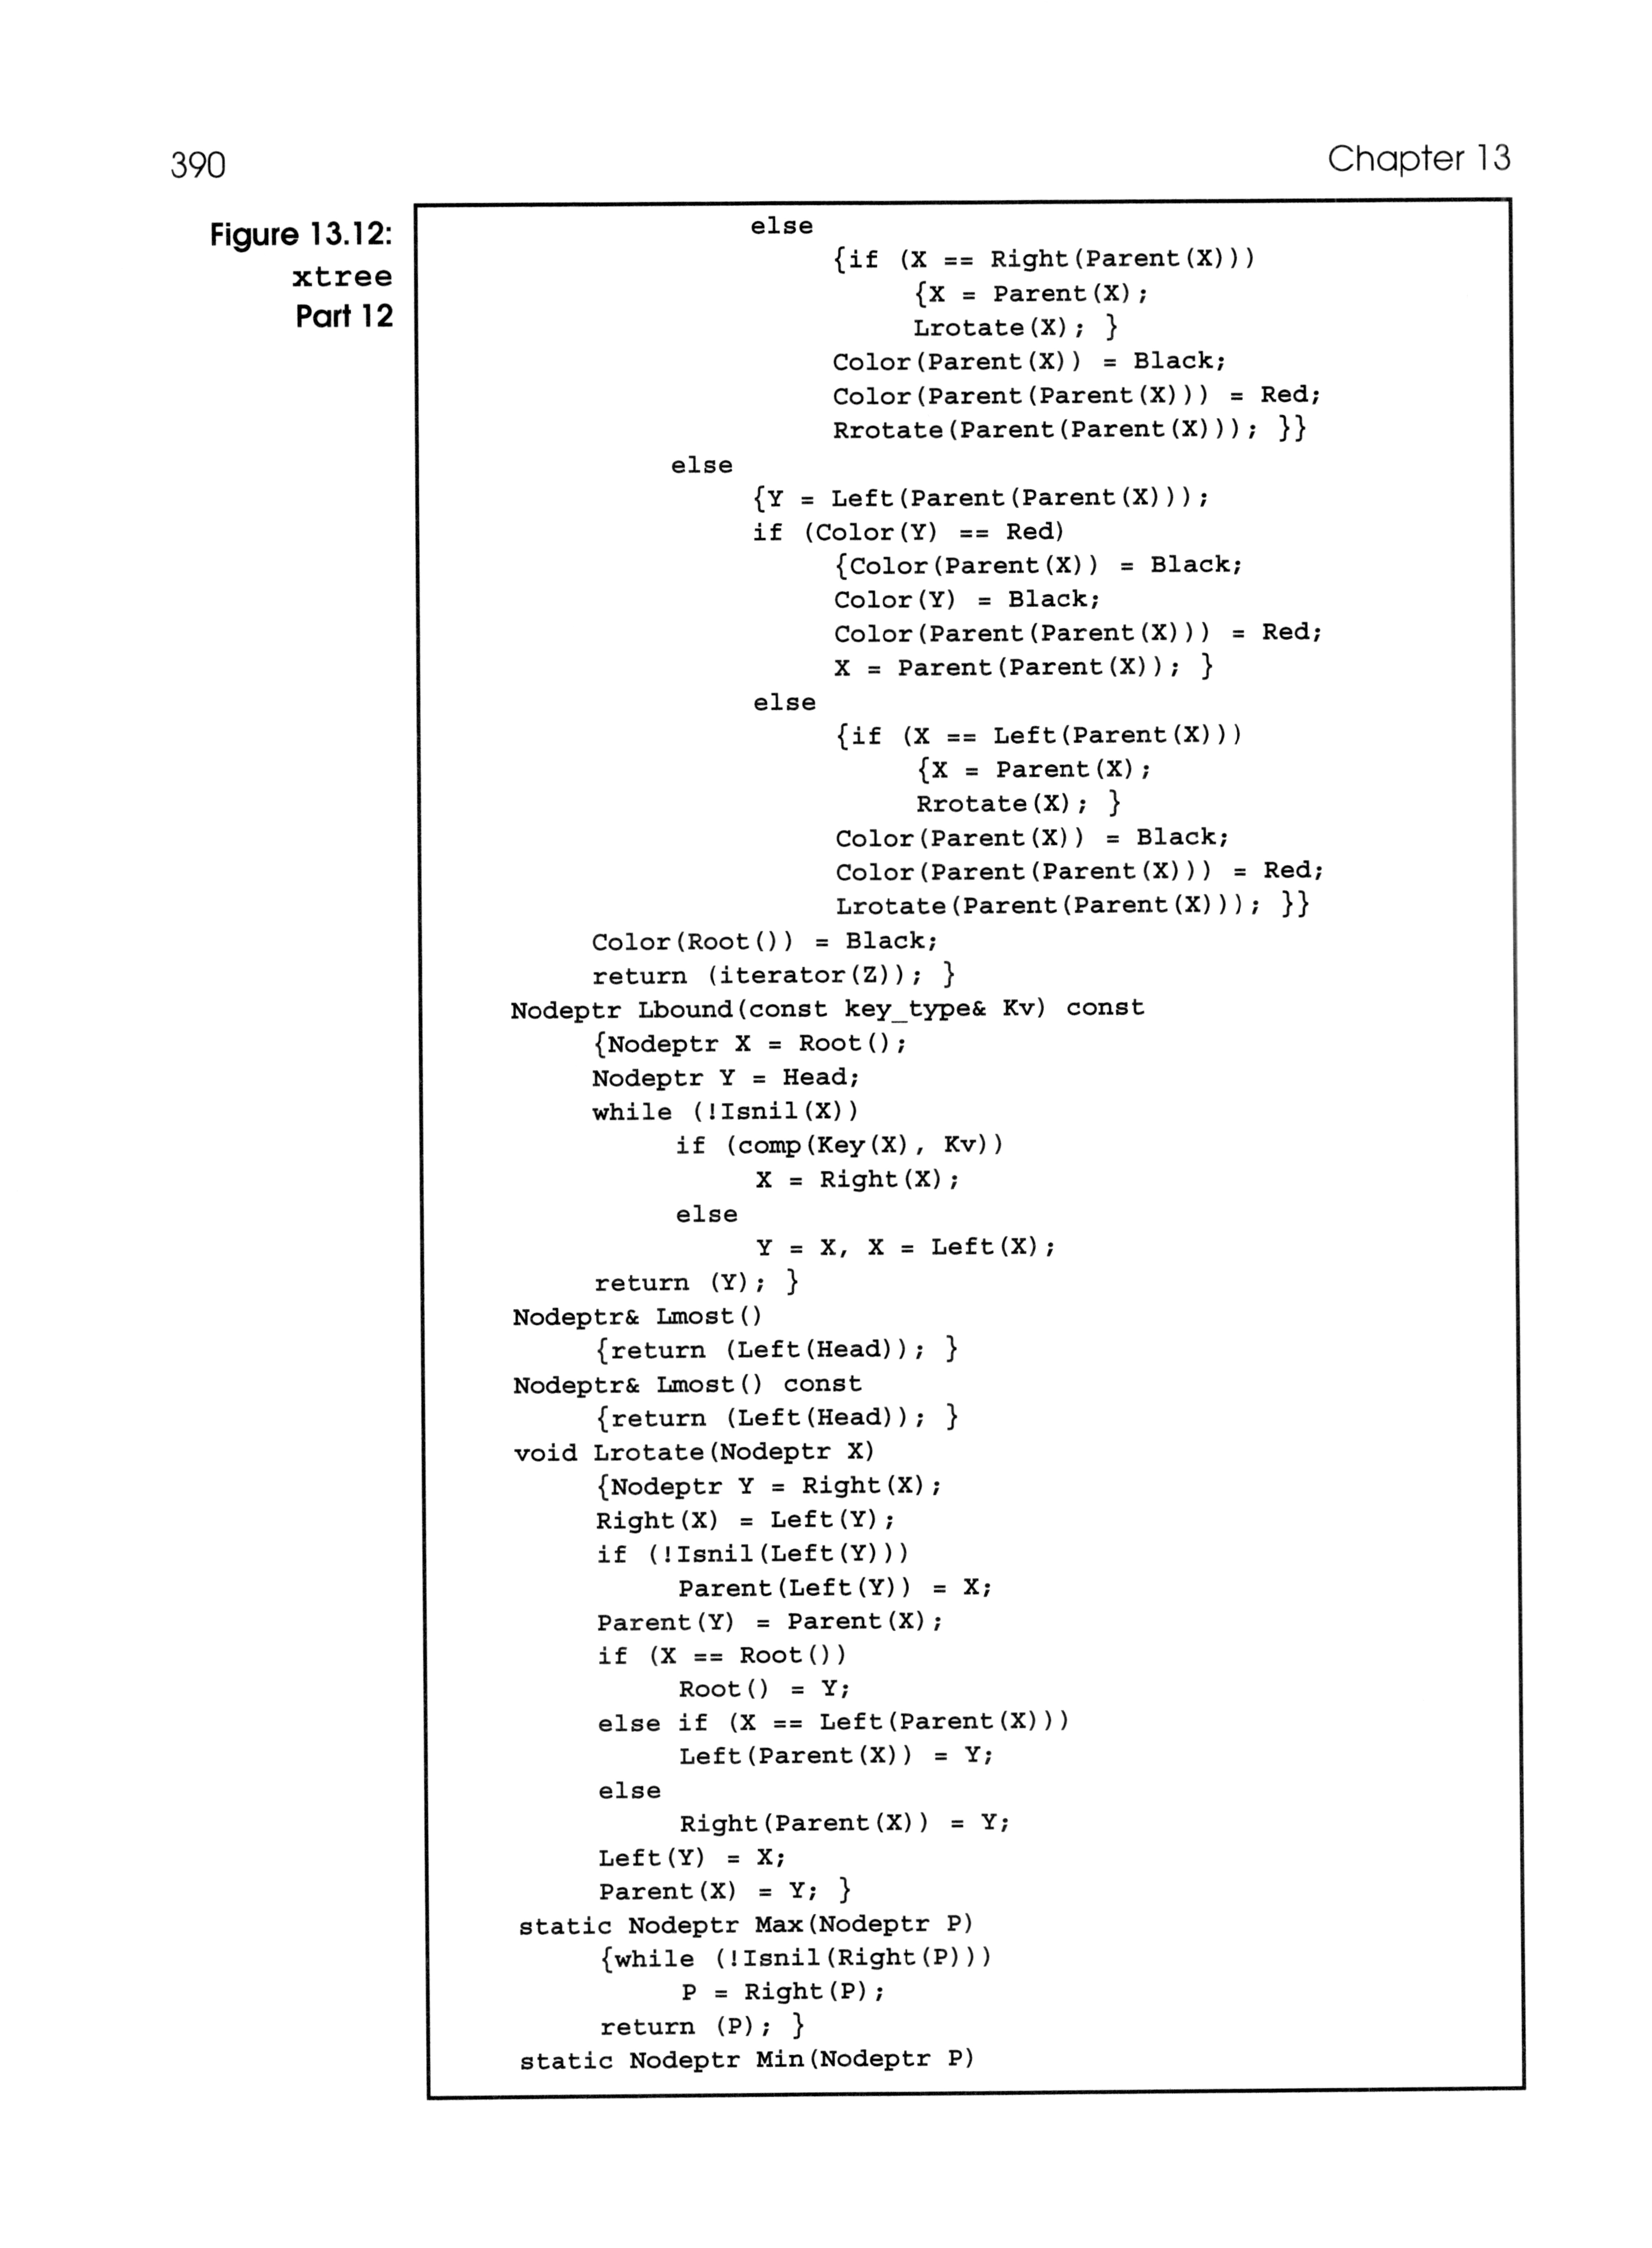 390
Chapter 13
Figure 13.12:
xtree
Part 12
else
{if (X == Right(Parent(X)))
{X = Parent(X);
Lrotate(X); }
Color(Parent(X)) = Black;
Color(Parent(Parent(X))) = Red;
Rrotate(Parent(Parent(X))); }}
else
{Y = Left(Parent(Parent(X)));
if (Color(Y) == Red)
{Color(Parent(X)) = Black;
Color(Y) = Black;
Color(Parent(Parent(X))) = Red;
X = Parent(Parent(X)); }
else
{if (X == Left(Parent(X)))
{X = Parent(X);
Rrotate(X); }
Color(Parent(X)) = Black;
Color(Parent(Parent(X))) = Red;
Lrotate(Parent(Parent(X))); }}
Color(Root()) = Black;
return (iterator(Z)); }
Nodeptr Lbound(const key_type& Kv) const
{Nodeptr X = Root();
Nodeptr Y = Head;
while (!Isnil(X))
if (comp(Key(X), Kv))
X = Right(X);
else
Y = X, X = Left(X);
return (Y); }
Nodeptr& Lmost()
{return (Left(Head)); }
Nodeptr& Lmost() const
{return (Left(Head)); }
void Lrotate(Nodeptr X)
{Nodeptr Y = Right(X);
Right(X) = Left(Y);
if (!Isnil(Left(Y)))
Parent(Left(Y)) = X;
Parent(Y) = Parent(X);
if (X == Root())
Root() = Y;
else if (X == Left(Parent(X)))
Left(Parent(X)) = Y;
else
Right(Parent(X)) = Y;
Left(Y) = X;
Parent(X) = Y; }
static Nodeptr Max(Nodeptr P)
{while (!Isnil(Right(P)))
P = Right(P);
return (P); }
static Nodeptr Min(Nodeptr P)